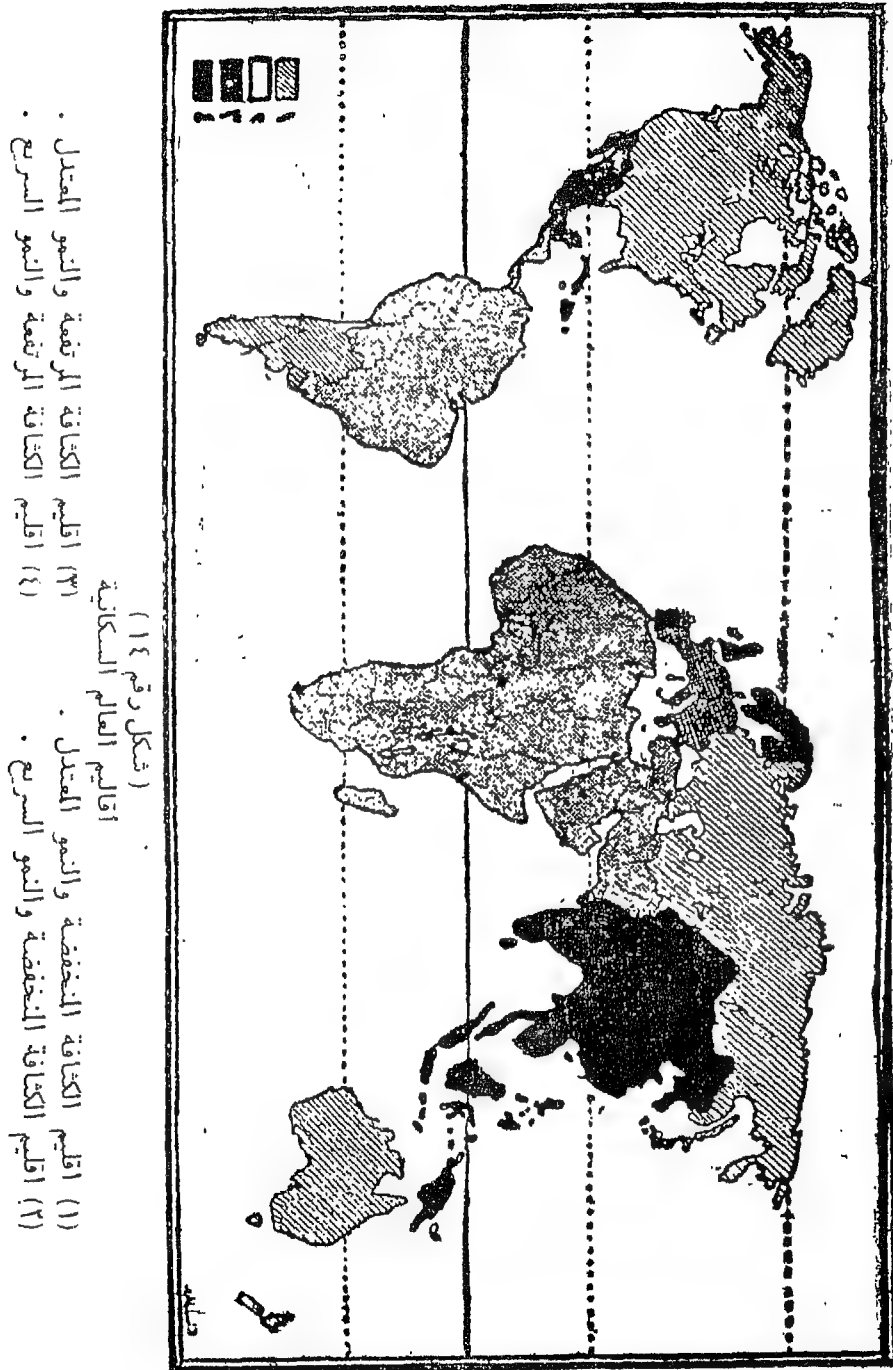 (شكل رقم ١٤)
أقاليم العالم السكانية
(١) اقليم الكثافة المنخفضة والنمو المعتدل . (٣) اقليم الكثافة المرتفعة والنمو المعتدل .
(٢) اقليم الكثافة المنخفضة والنمو السريع . (٤) اقليم الكثافة المرتفعة والنمو السريع .